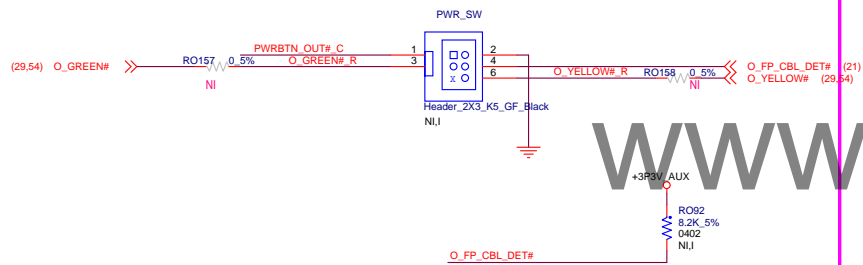 PWR_SW
PWRBTN_OUT#_C 1 2
(29,54) O_GREEN# RO157 0_5% O_GREEN#_R 3 4 O_FP_CBL_DET# (21)
NI
6 O_YELLOW#_R RO158 0_5% O_YELLOW# (29,54)
NI
X
Header_2X3_K5_GF_Black
NI,I
WWW
+3P3V_AUX
RO92
8.2K_5%
0402
NI,I
O_FP_CBL_DET#